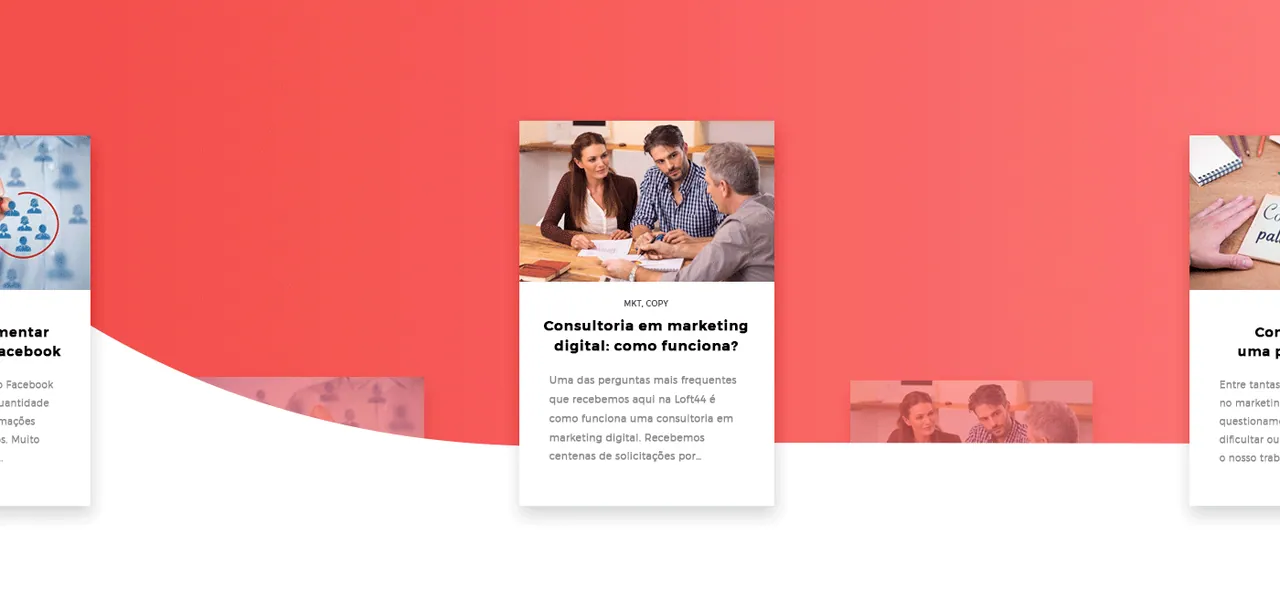 mentar
acebook
o Facebook
uantidade
mações
os. Muito
MKT, COPY
Consultoria em marketing
digital: como funciona?
Uma das perguntas mais frequentes
que recebemos aqui na Loft44 é
como funciona uma consultoria em
marketing digital. Recebemos
centenas de solicitações por...
Co
pal
Con
uma p
Entre tantas
no marketin
questioname
dificultar ou
o nosso trab